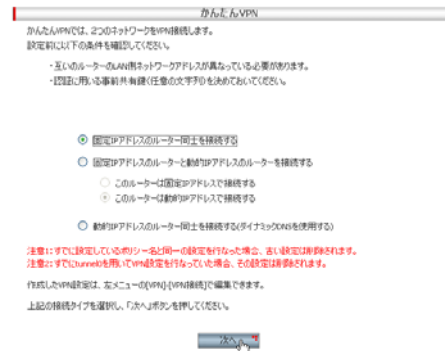 かんたんVPN
かんたんVPNでは、2つのネットワークをVPN接続します。
設定前に以下の条件を確認してください。
・互いのルーターのLAN側ネットワークアドレスが異なっている必要があります。
・認証に用いる事前共有鍵(任意の文字列)を決めておいてください。
固定IPアドレスのルーター同士を接続する
固定IPアドレスのルーターと動的IPアドレスのルーターを接続する
このルーターは固定IPアドレスで接続する
このルーターは動的IPアドレスで接続する
動的IPアドレスのルーター同士を接続する(ダイナミックDNSを使用する)
注意1:すでに設定しているポリシー名と同一の設定を行なった場合、古い設定は削除されます。
注意2:すでにtunnel0を用いてVPN設定を行なっていた場合、その設定は削除されます。
作成したVPN設定は、左メニューの[VPN]-[VPN接続]で編集できます。
上記の接続タイプを選択し、「次へ」ボタンを押してください。
次へ